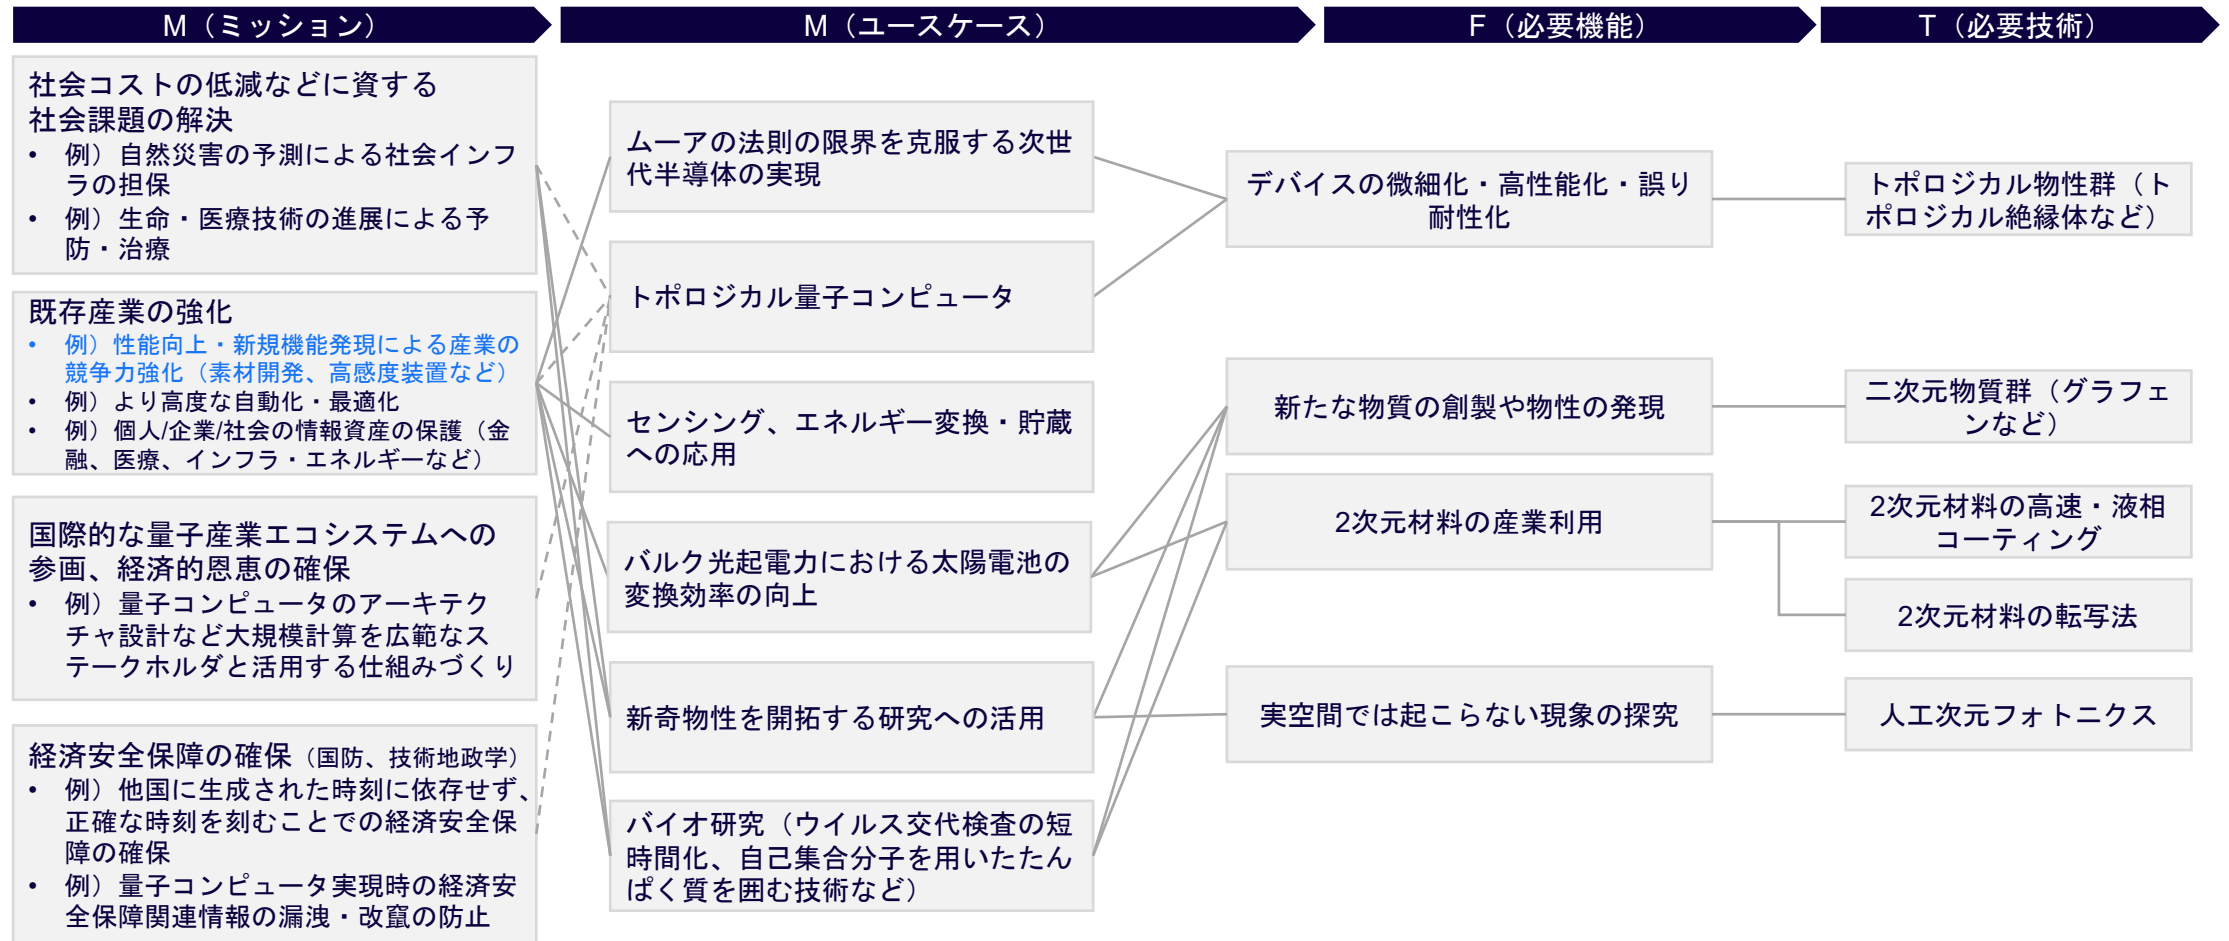 M（ミッション）
M（ユースケース）
F（必要機能）
T（必要技術）
社会コストの低減などに資する
社会課題の解決
• 例）自然災害の予測による社会インフ
ラの担保
• 例）生命・医療技術の進展による予
防・治療
既存産業の強化
• 例）性能向上・新規機能発現による産業の
競争力強化（素材開発、高感度装置など）
• 例）より高度な自動化・最適化
• 例）個人/企業/社会の情報資産の保護（金
融、医療、インフラ・エネルギーなど）
国際的な量子産業エコシステムへの
参画、経済的恩恵の確保
• 例）量子コンピュータのアーキテク
チャ設計など大規模計算を広範なス
テークホルダと活用する仕組みづくり
経済安全保障の確保（国防、技術地政学）
• 例）他国に生成された時刻に依存せず、
正確な時刻を刻むことでの経済安全保
障の確保
• 例）量子コンピュータ実現時の経済安
全保障関連情報の漏洩・改竄の防止
ムーアの法則の限界を克服する次世
代半導体の実現
トポロジカル量子コンピュータ
センシング、エネルギー変換・貯蔵
への応用
バルク光起電力における太陽電池の
変換効率の向上
新奇物性を開拓する研究への活用
バイオ研究（ウイルス交代検査の短
時間化、自己集合分子を用いたたん
ぱく質を囲む技術など）
デバイスの微細化・高性能化・誤り
耐性化
新たな物質の創製や物性の発現
2次元材料の産業利用
実空間では起こらない現象の探究
トポロジカル物性群（ト
ポロジカル絶縁体など）
二次元物質群（グラフェ
ンなど）
2次元材料の高速・液相
コーティング
2次元材料の転写法
人工次元フォトニクス